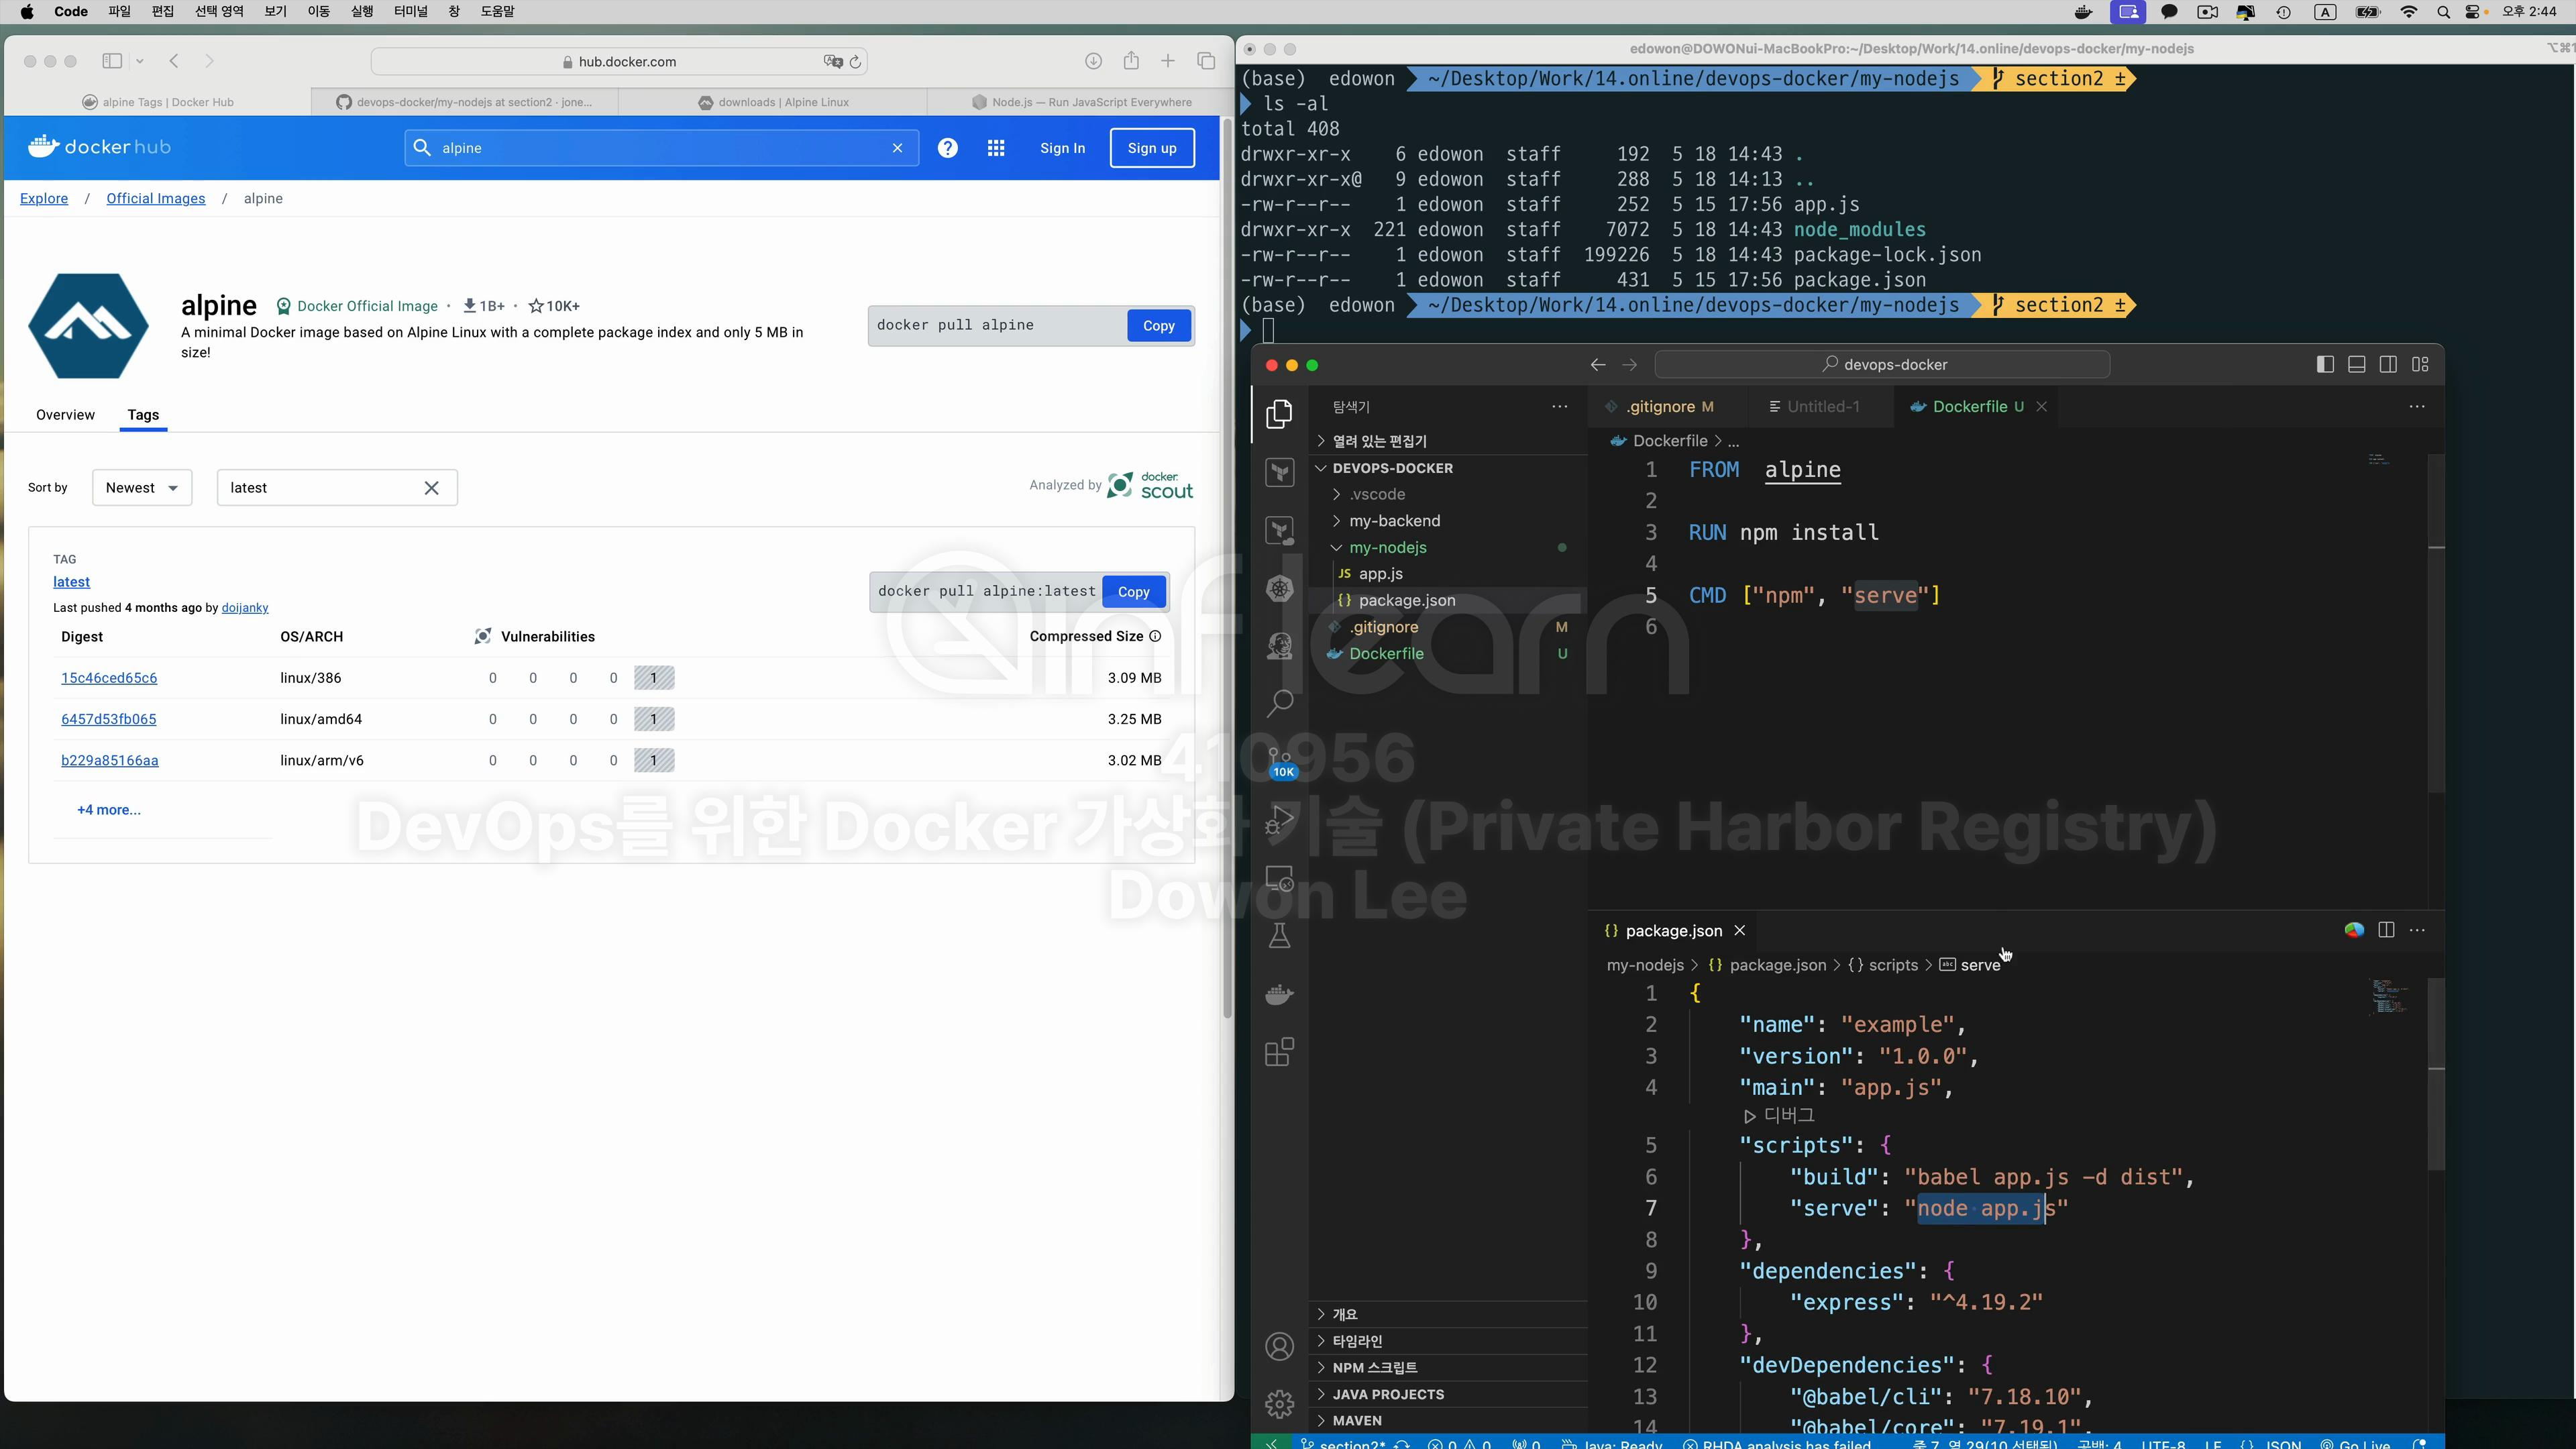 Code 파일 편집 선택 영역 보기 이동 실행 터미널 창 도움말
A 오후 2:44
hub.docker.com
alpine Tags | Docker Hub
devops-docker/my-nodejs at section2 · jone...
downloads | Alpine Linux
Node.js — Run JavaScript Everywhere
docker hub
alpine
Sign In
Sign up
Explore / Official Images / alpine
alpine
Docker Official Image · 1B+ · 10K+
A minimal Docker image based on Alpine Linux with a complete package index and only 5 MB in
size!
docker pull alpine
Copy
Overview
Tags
Sort by
Newest
latest
Analyzed by docker scout
TAG
latest
Last pushed 4 months ago by doijanky
docker pull alpine:latest
Copy
Digest OS/ARCH Vulnerabilities Compressed Size
15c46ced65c6 linux/386 0 0 0 0 1 3.09 MB
6457d53fb065 linux/amd64 0 0 0 0 1 3.25 MB
b229a85166aa linux/arm/v6 0 0 0 0 1 3.02 MB
+4 more...
edowon@DOWONui-MacBookPro:~/Desktop/Work/14.online/devops-docker/my-nodejs
(base) edowon ~/Desktop/Work/14.online/devops-docker/my-nodejs section2 ±
ls -al
total 408
drwxr-xr-x 6 edowon staff 192 5 18 14:43 .
drwxr-xr-x@ 9 edowon staff 288 5 18 14:13 ..
-rw-r--r-- 1 edowon staff 252 5 15 17:56 app.js
drwxr-xr-x 221 edowon staff 7072 5 18 14:43 node_modules
-rw-r--r-- 1 edowon staff 199226 5 18 14:43 package-lock.json
-rw-r--r-- 1 edowon staff 431 5 15 17:56 package.json
(base) edowon ~/Desktop/Work/14.online/devops-docker/my-nodejs section2 ±
devops-docker
탐색기
열려 있는 편집기
DEVOPS-DOCKER
.vscode
my-backend
my-nodejs
JS app.js
{} package.json
.gitignore M
Dockerfile U
10K
개요
타임라인
NPM 스크립트
JAVA PROJECTS
MAVEN
.gitignore M
Untitled-1
Dockerfile U
Dockerfile > ...
1 FROM alpine
2
3 RUN npm install
4
5 CMD ["npm", "serve"]
6
{} package.json
my-nodejs > {} package.json > {} scripts > abc serve
1 {
2 "name": "example",
3 "version": "1.0.0",
4 "main": "app.js",
디버그
5 "scripts": {
6 "build": "babel app.js -d dist",
7 "serve": "node app.js"
8 },
9 "dependencies": {
10 "express": "^4.19.2"
11 },
12 "devDependencies": {
13 "@babel/cli": "7.18.10",
14 "@babel/core": "7.19.1",
section2* 0 0 0 Java: Ready RHDA analysis has failed 줄 7, 열 29(10 선택됨) 공백: 4 UTF-8 LF {} JSON Go Live
inflearn
410956
DevOps를 위한 Docker 가상화 기술 (Private Harbor Registry)
Dowon Lee